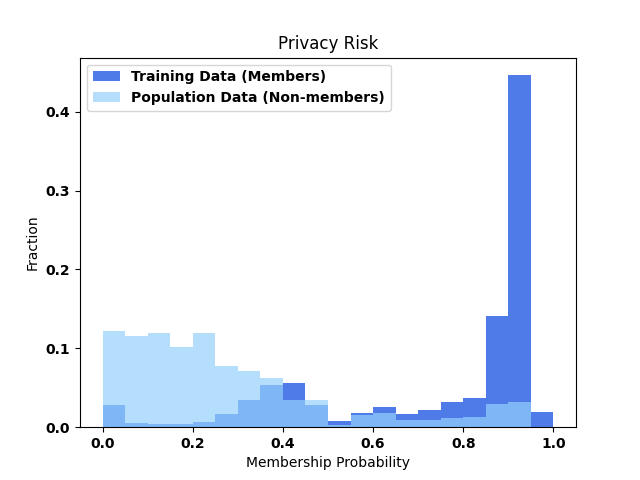 Privacy Risk
Training Data (Members)
Population Data (Non-members)
0.4
0.3
0.2
0.1
0.0
Fraction
0.0 0.2 0.4 0.6 0.8 1.0
Membership Probability